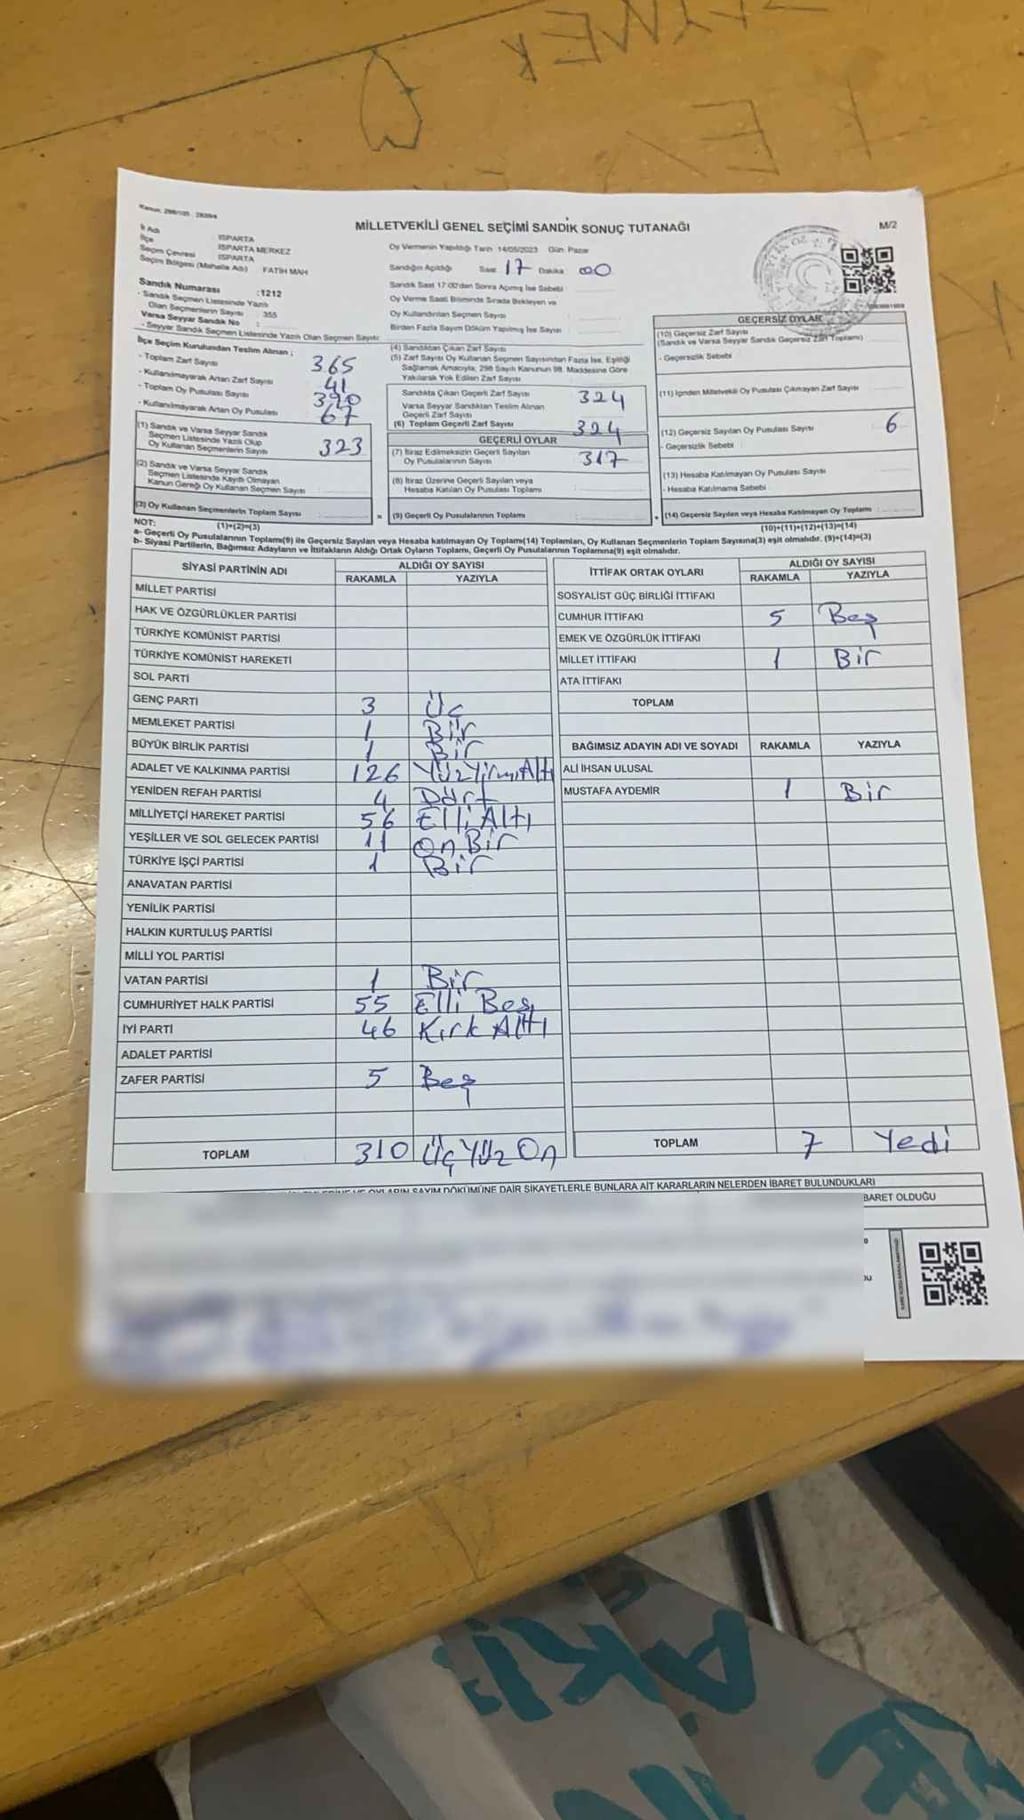 MİLLETVEKİLİ GENEL SEÇİMİ SANDIK SONUÇ TUTANAĞI
M/2
İl Adı : ISPARTA
İlçe : ISPARTA MERKEZ
Seçim Çevresi : ISPARTA
Seçim Bölgesi (Mahalle Adı) FATİH MAH
Sandık Numarası :1212
- Sandık Seçmen Listesinde Yazılı
Olan Seçmenlerin Sayısı : 355
Varsa Seyyar Sandık No :
- Seyyar Sandık Seçmen Listesinde Yazılı Olan Seçmen Sayısı
Oy Vermenin Yapıldığı Tarih 14/05/2023 Gün Pazar
Sandığın Açıldığı Saat 17 Dakika 00
Sandık Saat 17.00'dan Sonra Açılmış İse Sebebi
Oy Verme Saati Bitiminde Sırada Bekleyen ve
Oy Kullandırılan Seçmen Sayısı
Birden Fazla Sayım Döküm Yapılmış İse Sayısı
İlçe Seçim Kurulundan Teslim Alınan ;
- Toplam Zarf Sayısı 365
- Kullanılmayarak Artan Zarf Sayısı 41
- Toplam Oy Pusulası Sayısı
- Kullanılmayarak Artan Oy Pusulası 67
(1) Sandık ve Varsa Seyyar Sandık
Seçmen Listesinde Yazılı Olup
Oy Kullanan Seçmenlerin Sayısı 323
(2) Sandık ve Varsa Seyyar Sandık
Seçmen Listesinde Kayıtlı Olmayan
Kanun Gereği Oy Kullanan Seçmen Sayısı
(3) Oy Kullanan Seçmenlerin Toplam Sayısı
(4) Sandıktan Çıkan Zarf Sayısı
(5) Zarf Sayısı Oy Kullanan Seçmen Sayısından Fazla İse, Eşitliği
Sağlamak Amacıyla, 298 Sayılı Kanunun 98. Maddesine Göre
Yakılarak Yok Edilen Zarf Sayısı
Sandıkta Çıkan Geçerli Zarf Sayısı 324
Varsa Seyyar Sandıktan Teslim Alınan
Geçerli Zarf Sayısı
(6) Toplam Geçerli Zarf Sayısı 324
GEÇERLİ OYLAR
(7) İtiraz Edilmeksizin Geçerli Sayılan
Oy Pusulalarının Sayısı 317
(8) İtiraz Üzerine Geçerli Sayılan veya
Hesaba Katılan Oy Pusulası Toplamı
(9) Geçerli Oy Pusulalarının Toplamı
GEÇERSİZ OYLAR
(10) Geçersiz Zarf Sayısı
(Sandık ve Varsa Seyyar Sandık Geçersiz Zarf Toplamı)
- Geçersizlik Sebebi
(11) İçinden Milletvekili Oy Pusulası Çıkmayan Zarf Sayısı
(12) Geçersiz Sayılan Oy Pusulası Sayısı 6
- Geçersizlik Sebebi
(13) Hesaba Katılmayan Oy Pusulası Sayısı
- Hesaba Katılmama Sebebi
(14) Geçersiz Sayılan veya Hesaba Katılmayan Oy Toplamı
NOT: (1)+(2)=(3) (10)+(11)+(12)+(13)=(14)
a- Geçerli Oy Pusulalarının Toplamı(9) ile Geçersiz Sayılan veya Hesaba katılmayan Oy Toplamı(14) Toplamları, Oy Kullanan Seçmenlerin Toplam Sayısına(3) eşit olmalıdır. (9)+(14)=(3)
b- Siyasi Partilerin, Bağımsız Adayların ve İttifakların Aldığı Ortak Oyların Toplamı, Geçerli Oy Pusulalarının Toplamına(9) eşit olmalıdır.
SİYASİ PARTİNİN ADI ALDIĞI OY SAYISI
RAKAMLA YAZIYLA
MİLLET PARTİSİ
HAK VE ÖZGÜRLÜKLER PARTİSİ
TÜRKİYE KOMÜNİST PARTİSİ
TÜRKİYE KOMÜNİST HAREKETİ
SOL PARTİ
GENÇ PARTİ 3 Üç
MEMLEKET PARTİSİ 1 Bir
BÜYÜK BİRLİK PARTİSİ 1 Bir
ADALET VE KALKINMA PARTİSİ 126 YüzYirmiAltı
YENİDEN REFAH PARTİSİ 4 Dört
MİLLİYETÇİ HAREKET PARTİSİ 56 Elli Altı
YEŞİLLER VE SOL GELECEK PARTİSİ 11 On Bir
TÜRKİYE İŞÇİ PARTİSİ 1 Bir
ANAVATAN PARTİSİ
YENİLİK PARTİSİ
HALKIN KURTULUŞ PARTİSİ
MİLLİ YOL PARTİSİ
VATAN PARTİSİ 1 Bir
CUMHURİYET HALK PARTİSİ 55 Elli Beş
İYİ PARTİ 46 Kırk Altı
ADALET PARTİSİ
ZAFER PARTİSİ 5 Beş
TOPLAM 310 Üç Yüz On
İTTİFAK ORTAK OYLARI ALDIĞI OY SAYISI
RAKAMLA YAZIYLA
SOSYALİST GÜÇ BİRLİĞİ İTTİFAKI
CUMHUR İTTİFAKI 5 Beş
EMEK VE ÖZGÜRLÜK İTTİFAKI
MİLLET İTTİFAKI 1 Bir
ATA İTTİFAKI
TOPLAM
BAĞIMSIZ ADAYIN ADI VE SOYADI RAKAMLA YAZIYLA
ALİ İHSAN ULUSAL
MUSTAFA AYDEMİR 1 Bir
TOPLAM 7 Yedi
OYLARIN SAYIM DÖKÜMÜNE DAİR ŞİKAYETLERLE BUNLARA AİT KARARLARIN NELERDEN İBARET BULUNDUKLARI
BARET OLDUĞU